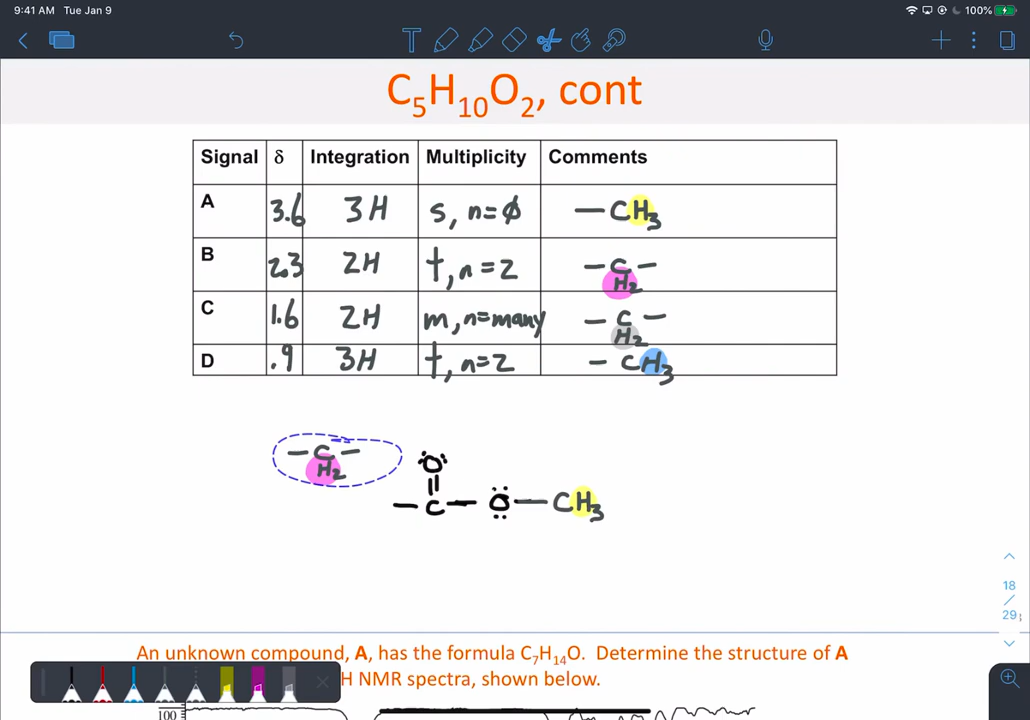 9:41 AM Tue Jan 9
100%
C5H10O2, cont
Signal δ Integration Multiplicity Comments
A 3.6 3H s, n=ϕ —CH3
B 2.3 2H t, n=2 —C—
H2
C 1.6 2H m, n=many —C—
H2
D .9 3H t, n=2 -CH3
—C—
H2
O
—C—O—CH3
18
/
29
An unknown compound, A, has the formula C7H14O. Determine the structure of A
H NMR spectra, shown below.
100